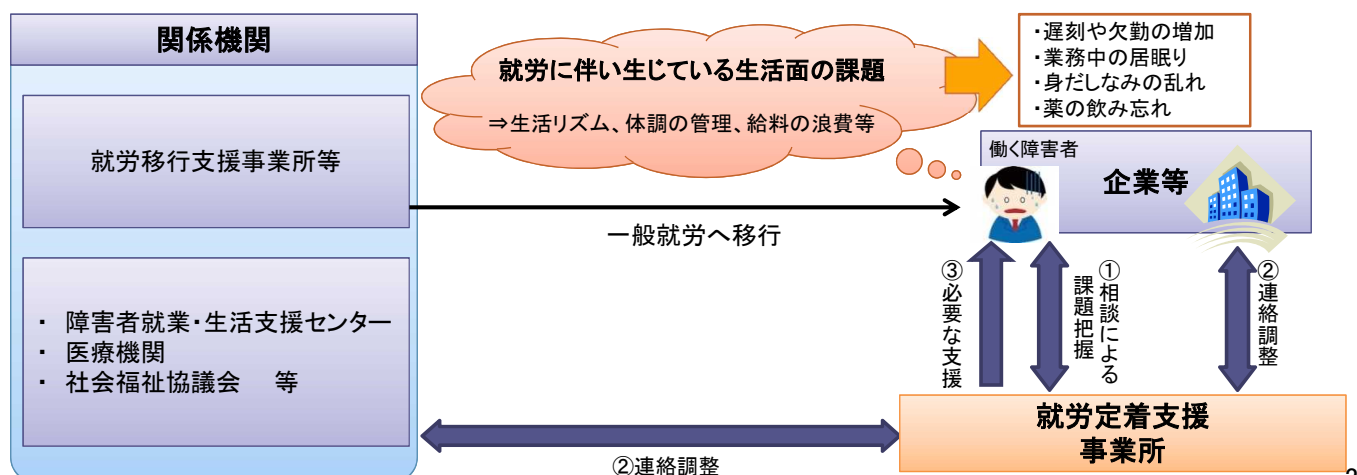 関係機関
就労移行支援事業所等
・ 障害者就業・生活支援センター
・ 医療機関
・ 社会福祉協議会 等
就労に伴い生じている生活面の課題
⇒生活リズム、体調の管理、給料の浪費等
・遅刻や欠勤の増加
・業務中の居眠り
・身だしなみの乱れ
・薬の飲み忘れ
働く障害者
企業等
一般就労へ移行
③必要な支援
①相談による
課題把握
②連絡調整
就労定着支援
事業所
②連絡調整